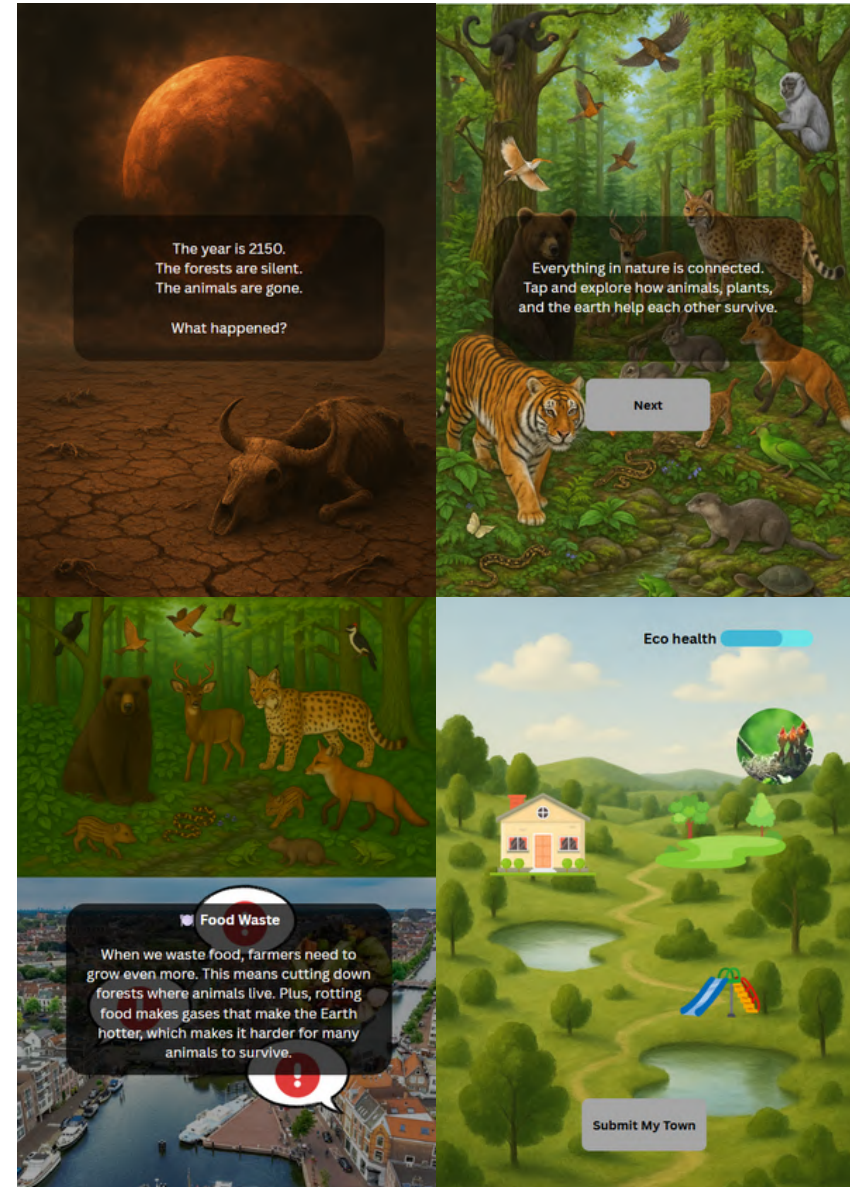 The year is 2150.
The forests are silent.
The animals are gone.
What happened?
Everything in nature is connected.
Tap and explore how animals, plants,
and the earth help each other survive.
Next
🍽️ Food Waste
When we waste food, farmers need to
grow even more. This means cutting down
forests where animals live. Plus, rotting
food makes gases that make the Earth
hotter, which makes it harder for many
animals to survive.
Eco health
Submit My Town